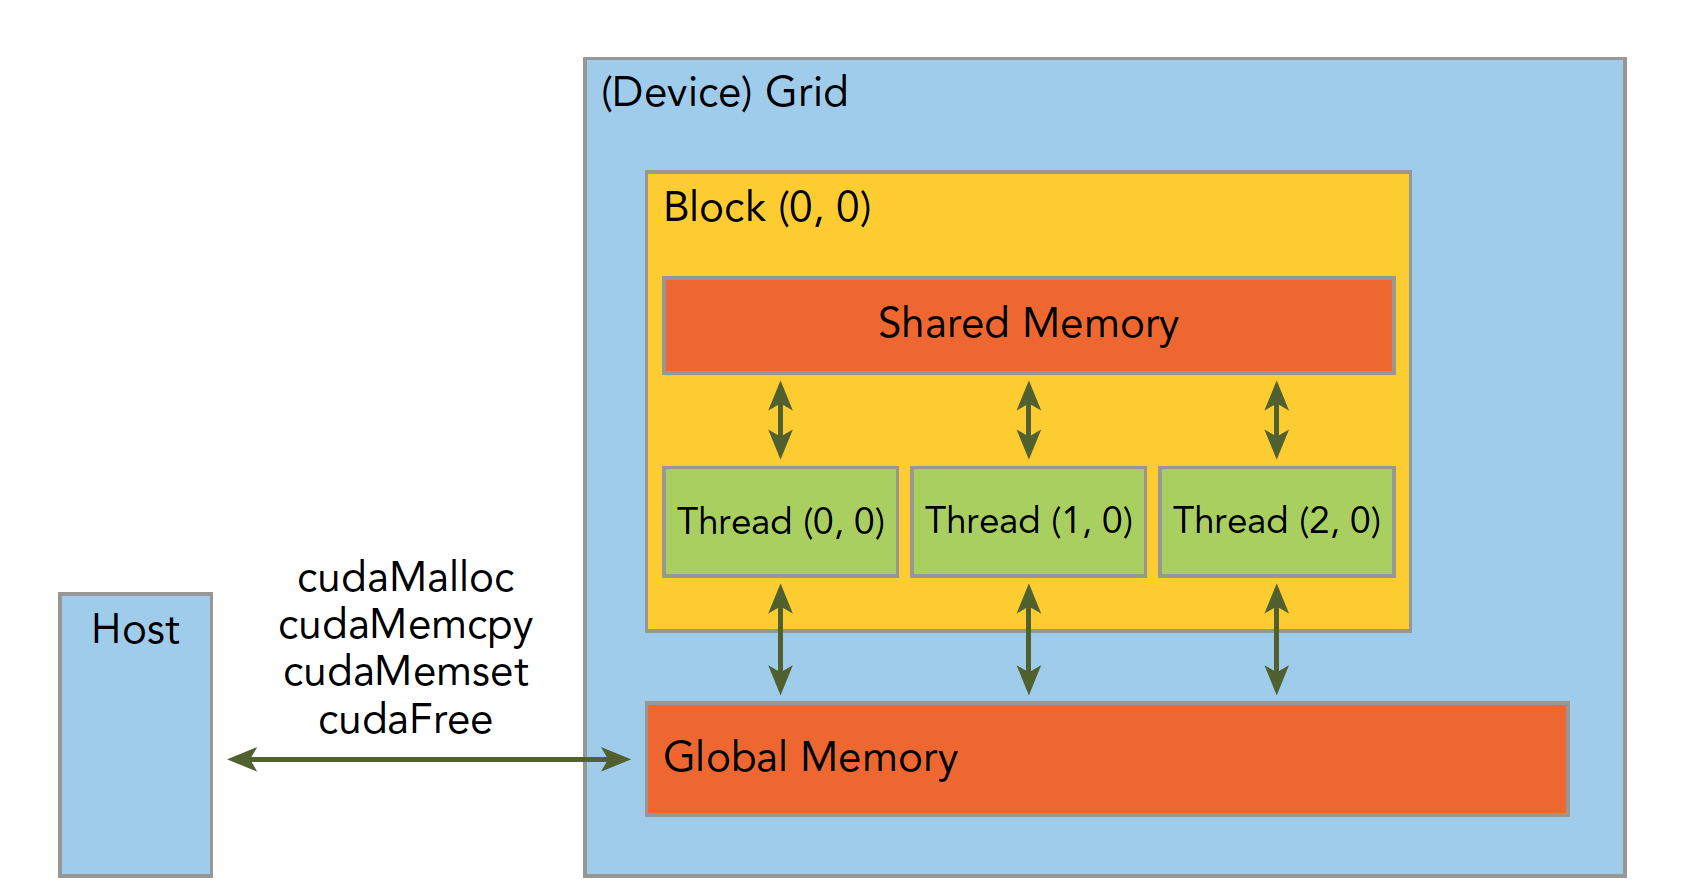 (Device) Grid
Block (0, 0)
Shared Memory
Thread (0, 0)
Thread (1, 0)
Thread (2, 0)
Host
cudaMalloc
cudaMemcpy
cudaMemset
cudaFree
Global Memory